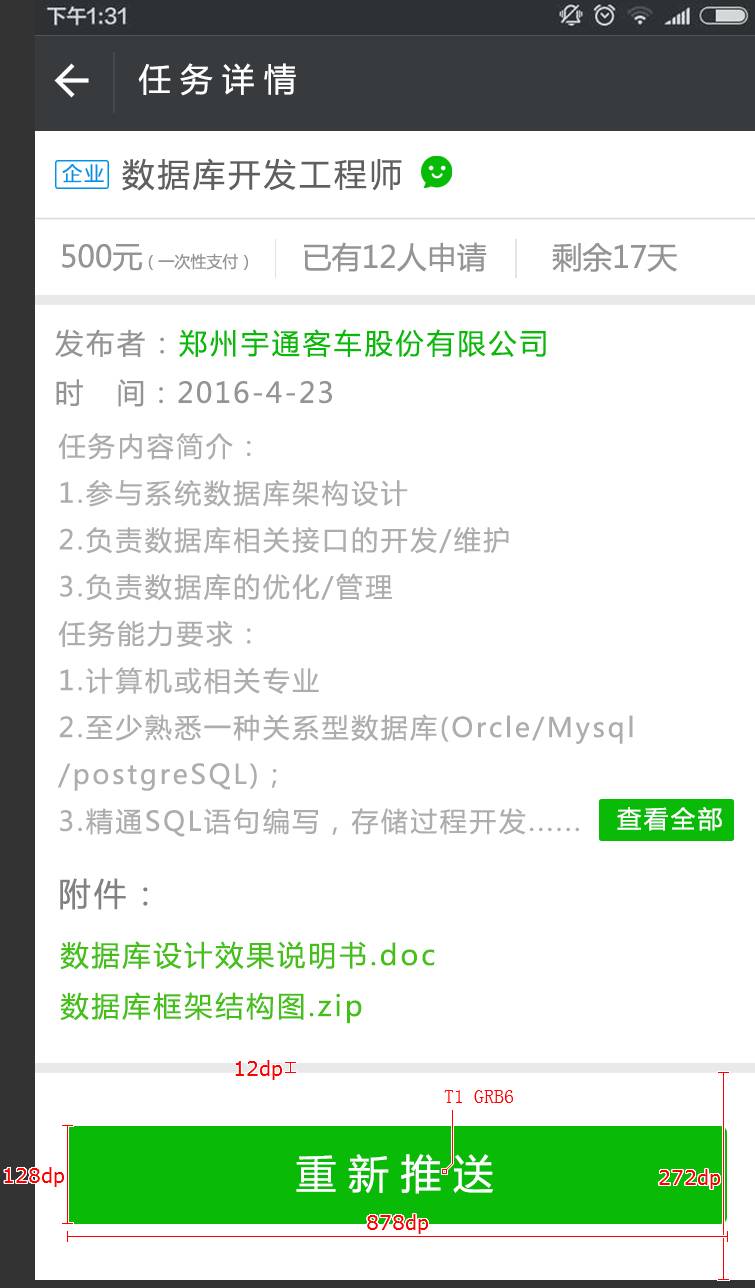 下午1:31
任务详情
企业 数据库开发工程师
500元（一次性支付） 已有12人申请 剩余17天
发布者：郑州宇通客车股份有限公司
时 间：2016-4-23
任务内容简介：
1.参与系统数据库架构设计
2.负责数据库相关接口的开发/维护
3.负责数据库的优化/管理
任务能力要求：
1.计算机或相关专业
2.至少熟悉一种关系型数据库(Orcle/Mysql
/postgreSQL)；
3.精通SQL语句编写，存储过程开发...... 查看全部
附件：
数据库设计效果说明书.doc
数据库框架结构图.zip
12dp
T1 GRB6
128dp 重新推送 272dp
878dp